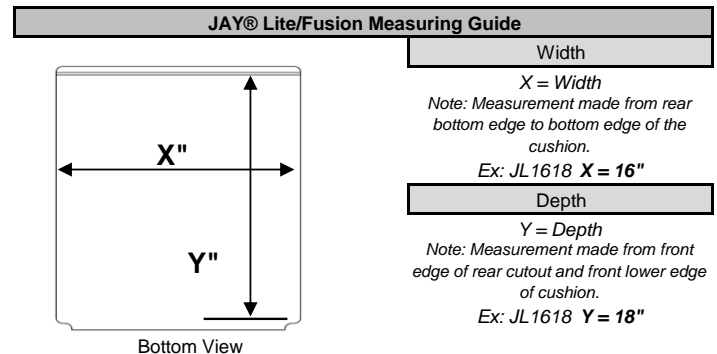 JAY® Lite/Fusion Measuring Guide
Width
X = Width
Note: Measurement made from rear
bottom edge to bottom edge of the
cushion.
Ex: JL1618 X = 16"
X"
Depth
Y = Depth
Note: Measurement made from front
edge of rear cutout and front lower edge
of cushion.
Ex: JL1618 Y = 18"
Y"
Bottom View